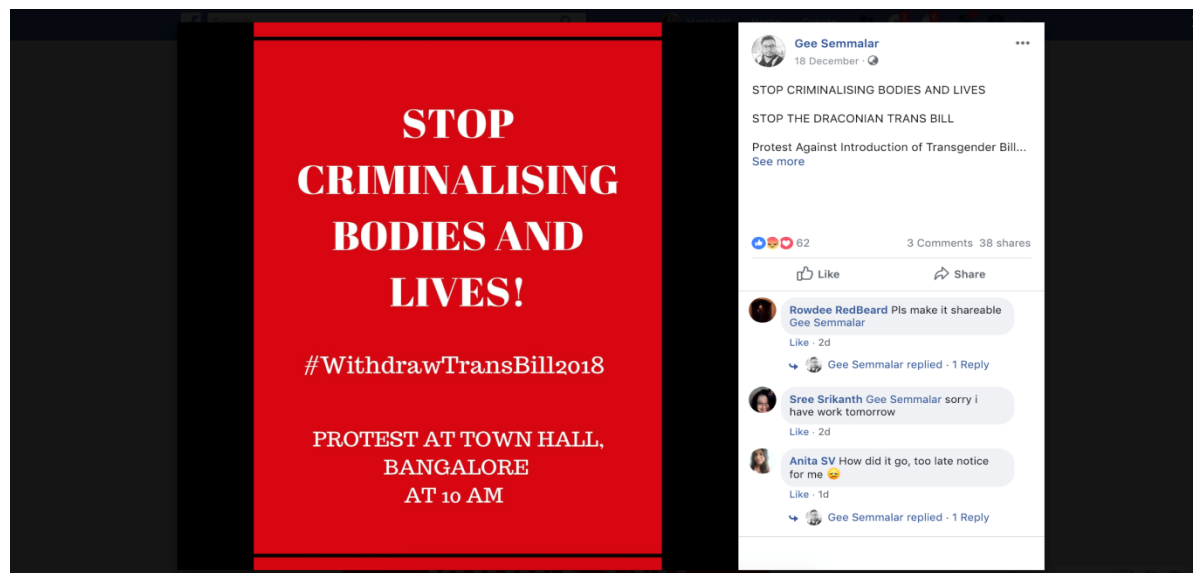 STOP
CRIMINALISING
BODIES AND
LIVES!
#WithdrawTransBill2018
PROTEST AT TOWN HALL,
BANGALORE
AT 10 AM
Gee Semmalar
18 December
STOP CRIMINALISING BODIES AND LIVES
STOP THE DRACONIAN TRANS BILL
Protest Against Introduction of Transgender Bill...
See more
62
3 Comments 38 shares
Like
Share
Rowdee RedBeard Pls make it shareable
Gee Semmalar
Like · 2d
Gee Semmalar replied · 1 Reply
Sree Srikanth Gee Semmalar sorry i
have work tomorrow
Like · 2d
Anita SV How did it go, too late notice
for me 😞
Like · 1d
Gee Semmalar replied · 1 Reply